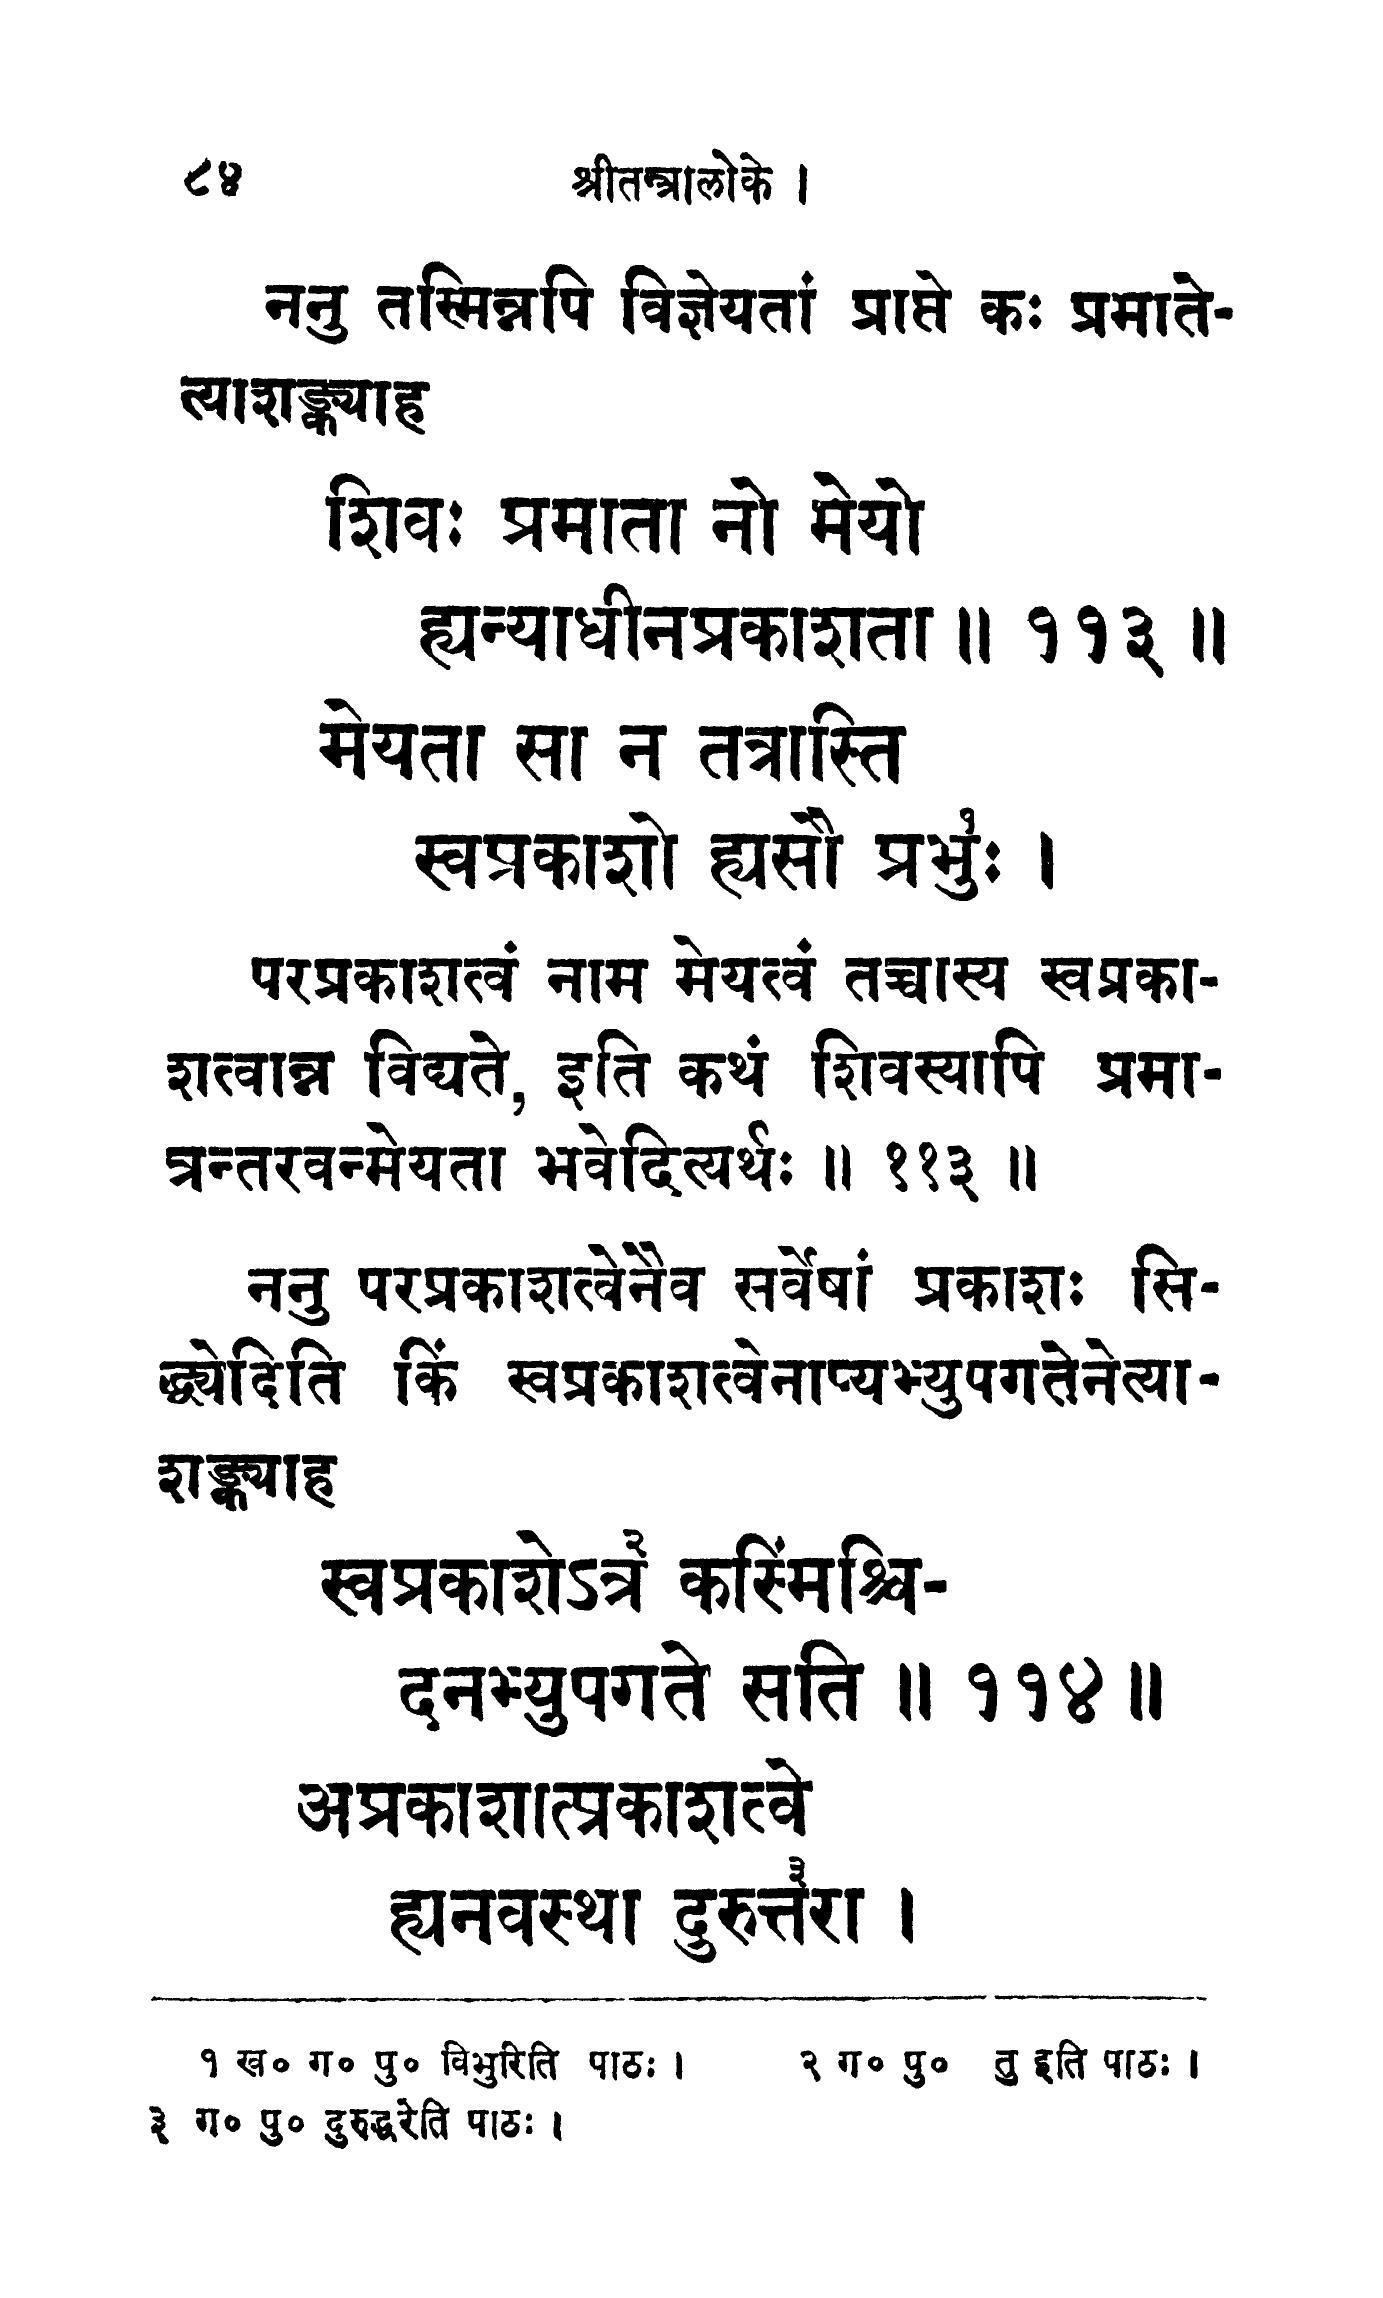 ८४ श्रीतन्त्रालोके ।
ननु तस्मिन्नपि विज्ञेयतां प्राप्ते कः प्रमाते-
त्याशङ्क्याह
शिवः प्रमाता नो मेयो
ह्यन्याधीनप्रकाशता ॥ ११३ ॥
मेयता सा न तत्रास्ति
स्वप्रकाशो ह्यसौ प्रभुः१ ।
परप्रकाशत्वं नाम मेयत्वं तच्चास्य स्वप्रका-
शत्वान्न विद्यते, इति कथं शिवस्यापि प्रमा-
त्रन्तरवन्मेयता भवेदित्यर्थः ॥ ११३ ॥
ननु परप्रकाशत्वेनैव सर्वेषां प्रकाशः सि-
द्ध्येदिति किं स्वप्रकाशत्वेनाप्यभ्युपगतेनेत्या-
शङ्क्याह
स्वप्रकाशेऽत्र२ कस्मिंश्चि-
दनभ्युपगते सति ॥ ११४ ॥
अप्रकाशात्प्रकाशत्वे
ह्यनवस्था दुरुत्तरा३ ।
१ ख० ग० पु० विभुरिति पाठः । २ ग० पु० तु इति पाठः ।
३ ग० पु० दुरुद्धरेति पाठः ।